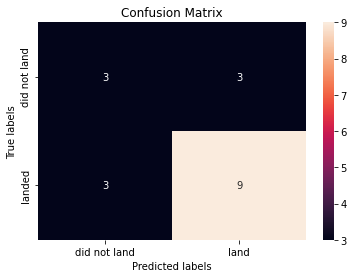 Confusion Matrix
True labels
did not land
landed
3 3
3 9
did not land land
Predicted labels
9
8
7
6
5
4
3